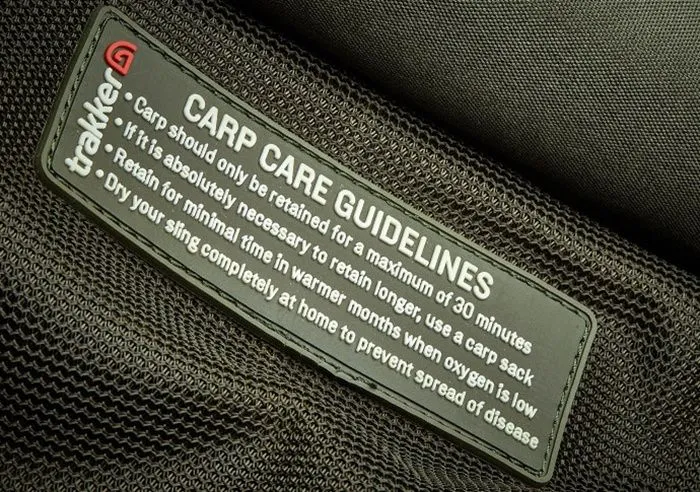 trakker
CARP CARE GUIDELINES
• Carp should only be retained for a maximum of 30 minutes
• If it is absolutely necessary to retain longer, use a carp sack
• Retain for minimal time in warmer months when oxygen is low
• Dry your sling completely at home to prevent spread of disease